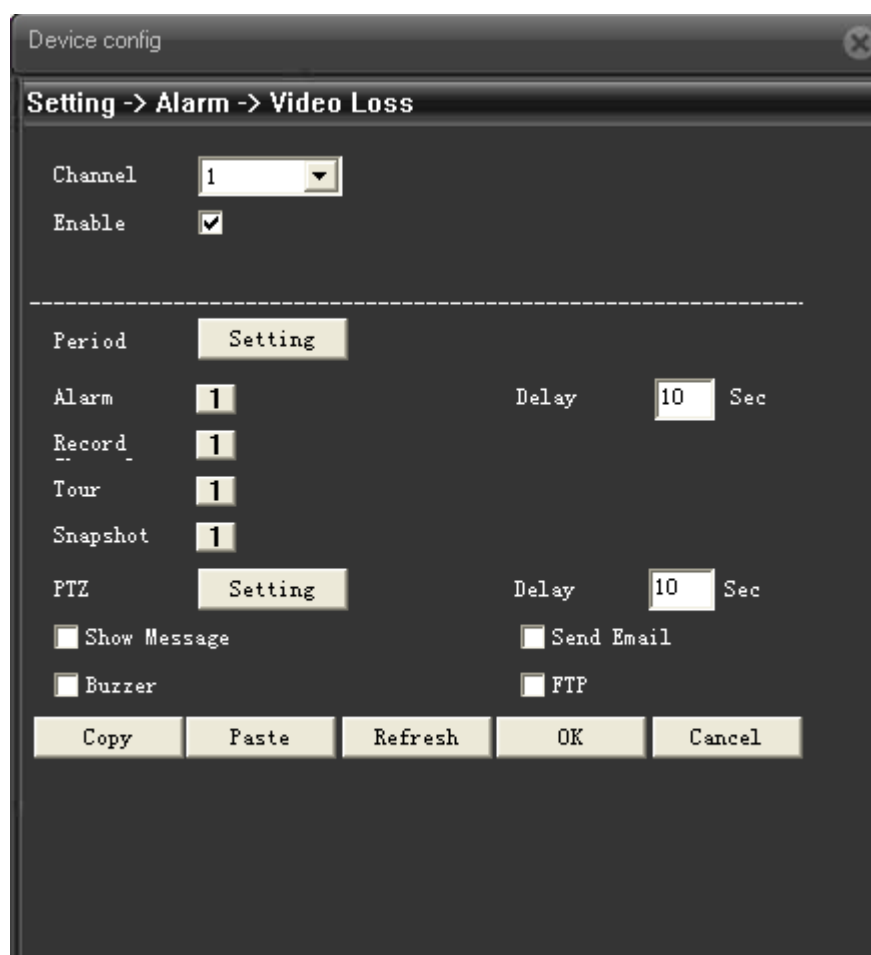 Device config
Setting -> Alarm -> Video Loss
Channel 1
Enable
Period Setting
Alarm 1 Delay 10 Sec
Record 1
Tour 1
Snapshot 1
PTZ Setting Delay 10 Sec
Show Message Send Email
Buzzer FTP
Copy Paste Refresh OK Cancel